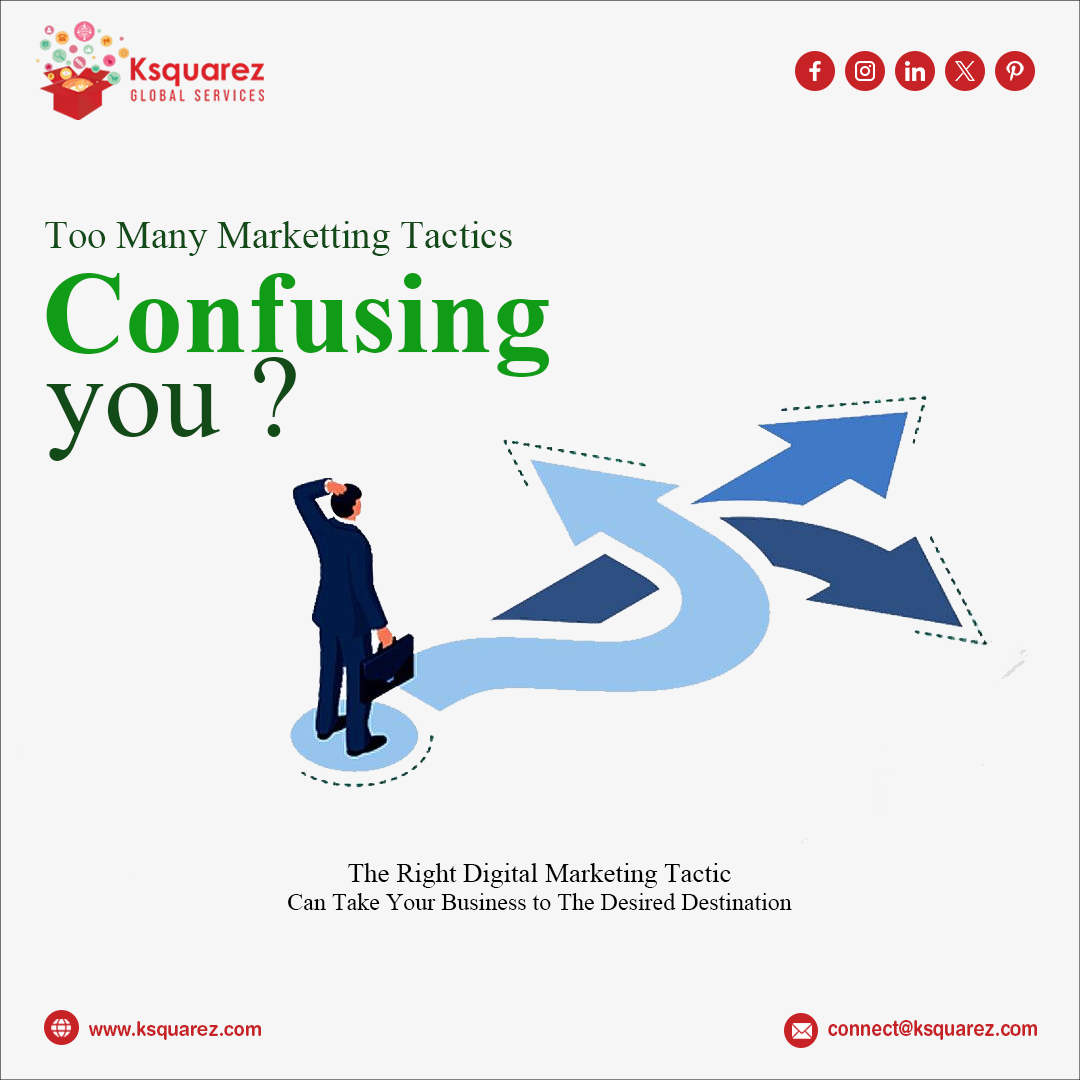 Ksquarez
GLOBAL SERVICES
Too Many Marketting Tactics
Confusing
you ?
The Right Digital Marketing Tactic
Can Take Your Business to The Desired Destination
www.ksquarez.com
connect@ksquarez.com